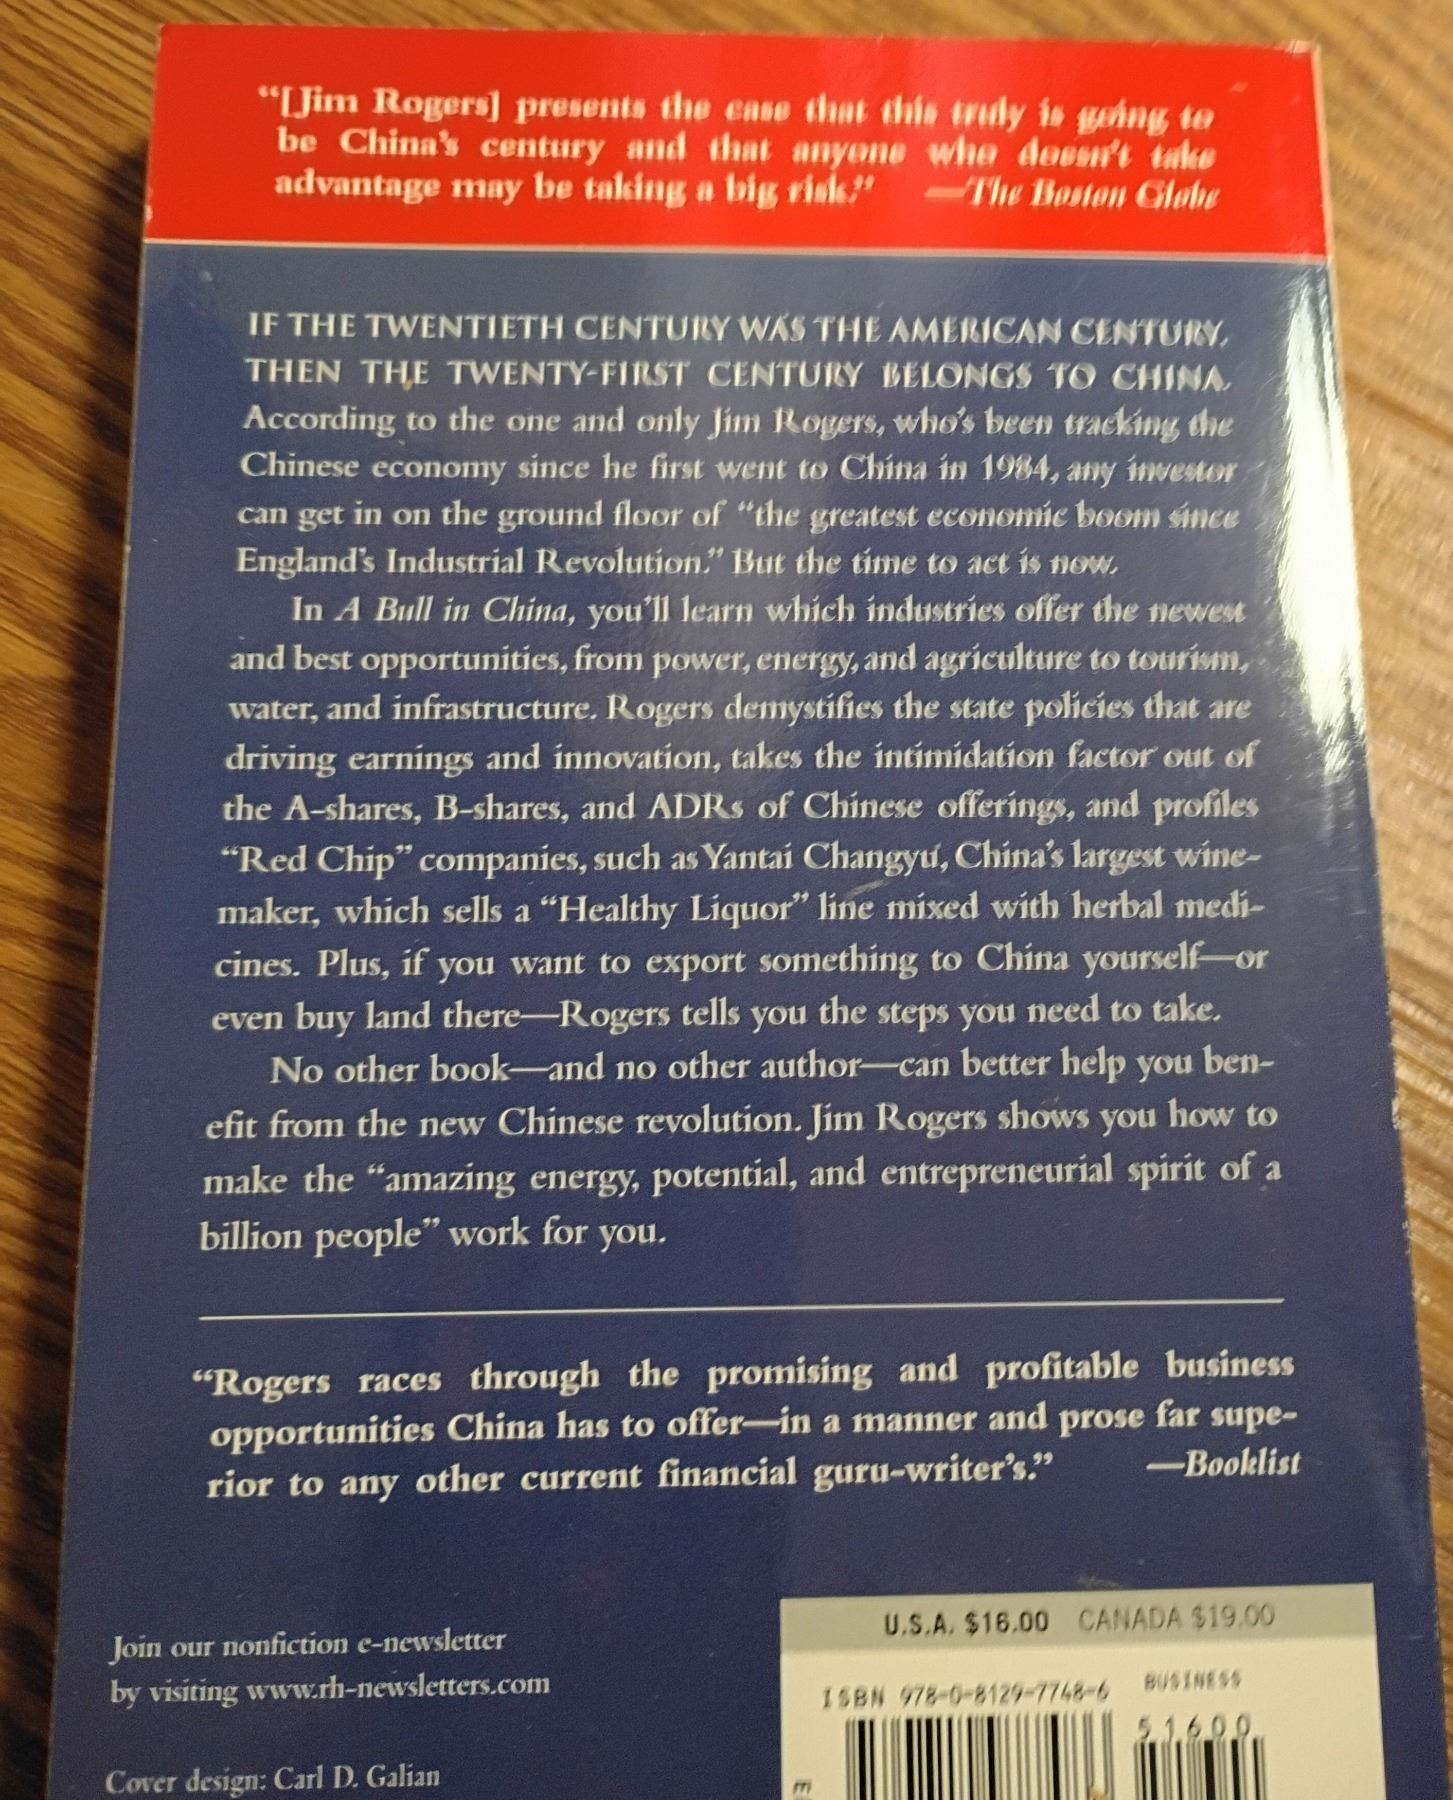 “[Jim Rogers] presents the case that this truly is going to
be China’s century and that anyone who doesn’t take
advantage may be taking a big risk.” —The Boston Globe
IF THE TWENTIETH CENTURY WAS THE AMERICAN CENTURY,
THEN THE TWENTY-FIRST CENTURY BELONGS TO CHINA.
According to the one and only Jim Rogers, who’s been tracking the
Chinese economy since he first went to China in 1984, any investor
can get in on the ground floor of “the greatest economic boom since
England’s Industrial Revolution.” But the time to act is now.
In A Bull in China, you’ll learn which industries offer the newest
and best opportunities, from power, energy, and agriculture to tourism,
water, and infrastructure. Rogers demystifies the state policies that are
driving earnings and innovation, takes the intimidation factor out of
the A-shares, B-shares, and ADRs of Chinese offerings, and profiles
“Red Chip” companies, such as Yantai Changyu, China’s largest wine-
maker, which sells a “Healthy Liquor” line mixed with herbal medi-
cines. Plus, if you want to export something to China yourself—or
even buy land there—Rogers tells you the steps you need to take.
No other book—and no other author—can better help you ben-
efit from the new Chinese revolution. Jim Rogers shows you how to
make the “amazing energy, potential, and entrepreneurial spirit of a
billion people” work for you.
“Rogers races through the promising and profitable business
opportunities China has to offer—in a manner and prose far supe-
rior to any other current financial guru-writer’s.” —Booklist
Join our nonfiction e-newsletter
by visiting www.rh-newsletters.com
Cover design: Carl D. Galian
U.S.A. $16.00 CANADA $19.00
ISBN 978-0-8129-7748-6 BUSINESS
51600